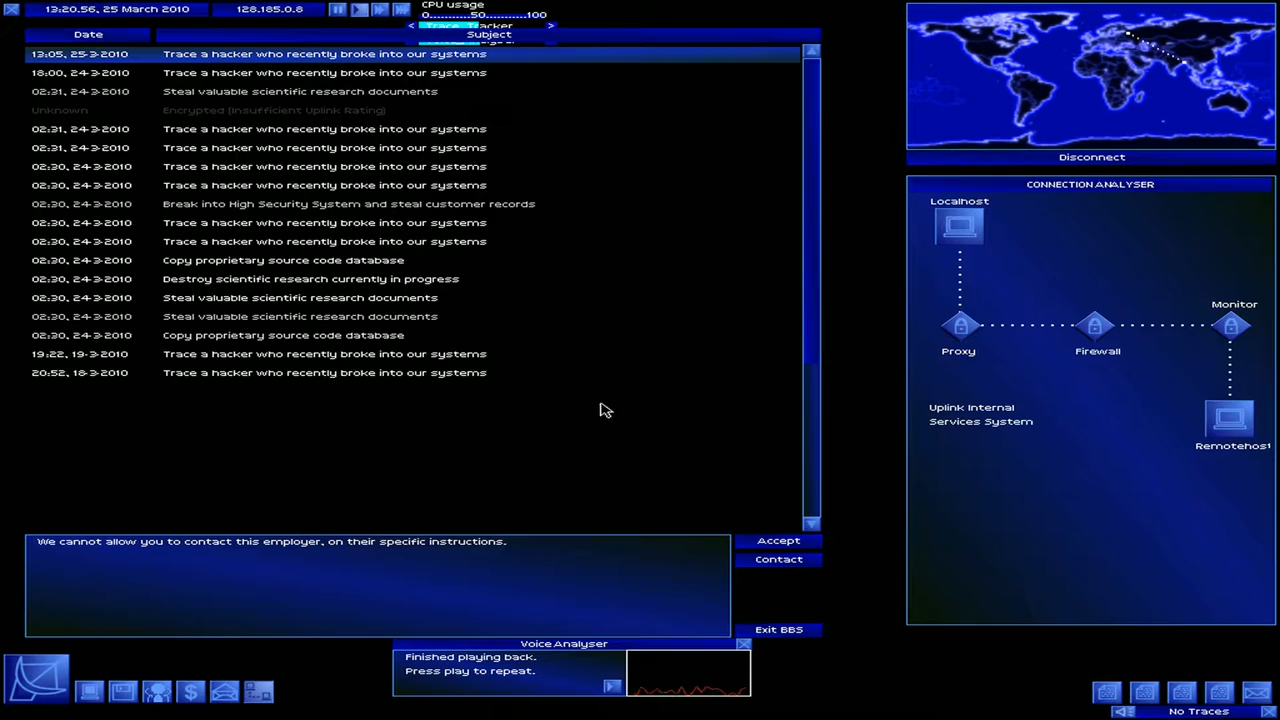 13:20.56, 25 March 2010
128.185.0.8
CPU usage
0...........50...........100
Date
Subject
13:05, 25-3-2010 Trace a hacker who recently broke into our systems
18:00, 24-3-2010 Trace a hacker who recently broke into our systems
02:31, 24-3-2010 Steal valuable scientific research documents
Unknown Encrypted [Insufficient Uplink Rating]
02:31, 24-3-2010 Trace a hacker who recently broke into our systems
02:31, 24-3-2010 Trace a hacker who recently broke into our systems
02:30, 24-3-2010 Trace a hacker who recently broke into our systems
02:30, 24-3-2010 Trace a hacker who recently broke into our systems
02:30, 24-3-2010 Break into High Security System and steal customer records
02:30, 24-3-2010 Trace a hacker who recently broke into our systems
02:30, 24-3-2010 Trace a hacker who recently broke into our systems
02:30, 24-3-2010 Copy proprietary source code database
02:30, 24-3-2010 Destroy scientific research currently in progress
02:30, 24-3-2010 Steal valuable scientific research documents
02:30, 24-3-2010 Steal valuable scientific research documents
02:30, 24-3-2010 Copy proprietary source code database
19:22, 19-3-2010 Trace a hacker who recently broke into our systems
20:52, 18-3-2010 Trace a hacker who recently broke into our systems
We cannot allow you to contact this employer, on their specific instructions.
Accept
Contact
Exit BBS
Voice Analyser
Finished playing back.
Press play to repeat.
Disconnect
CONNECTION ANALYSER
Localhost
Monitor
Proxy
Firewall
Uplink Internal
Services System
Remotehost
No Traces